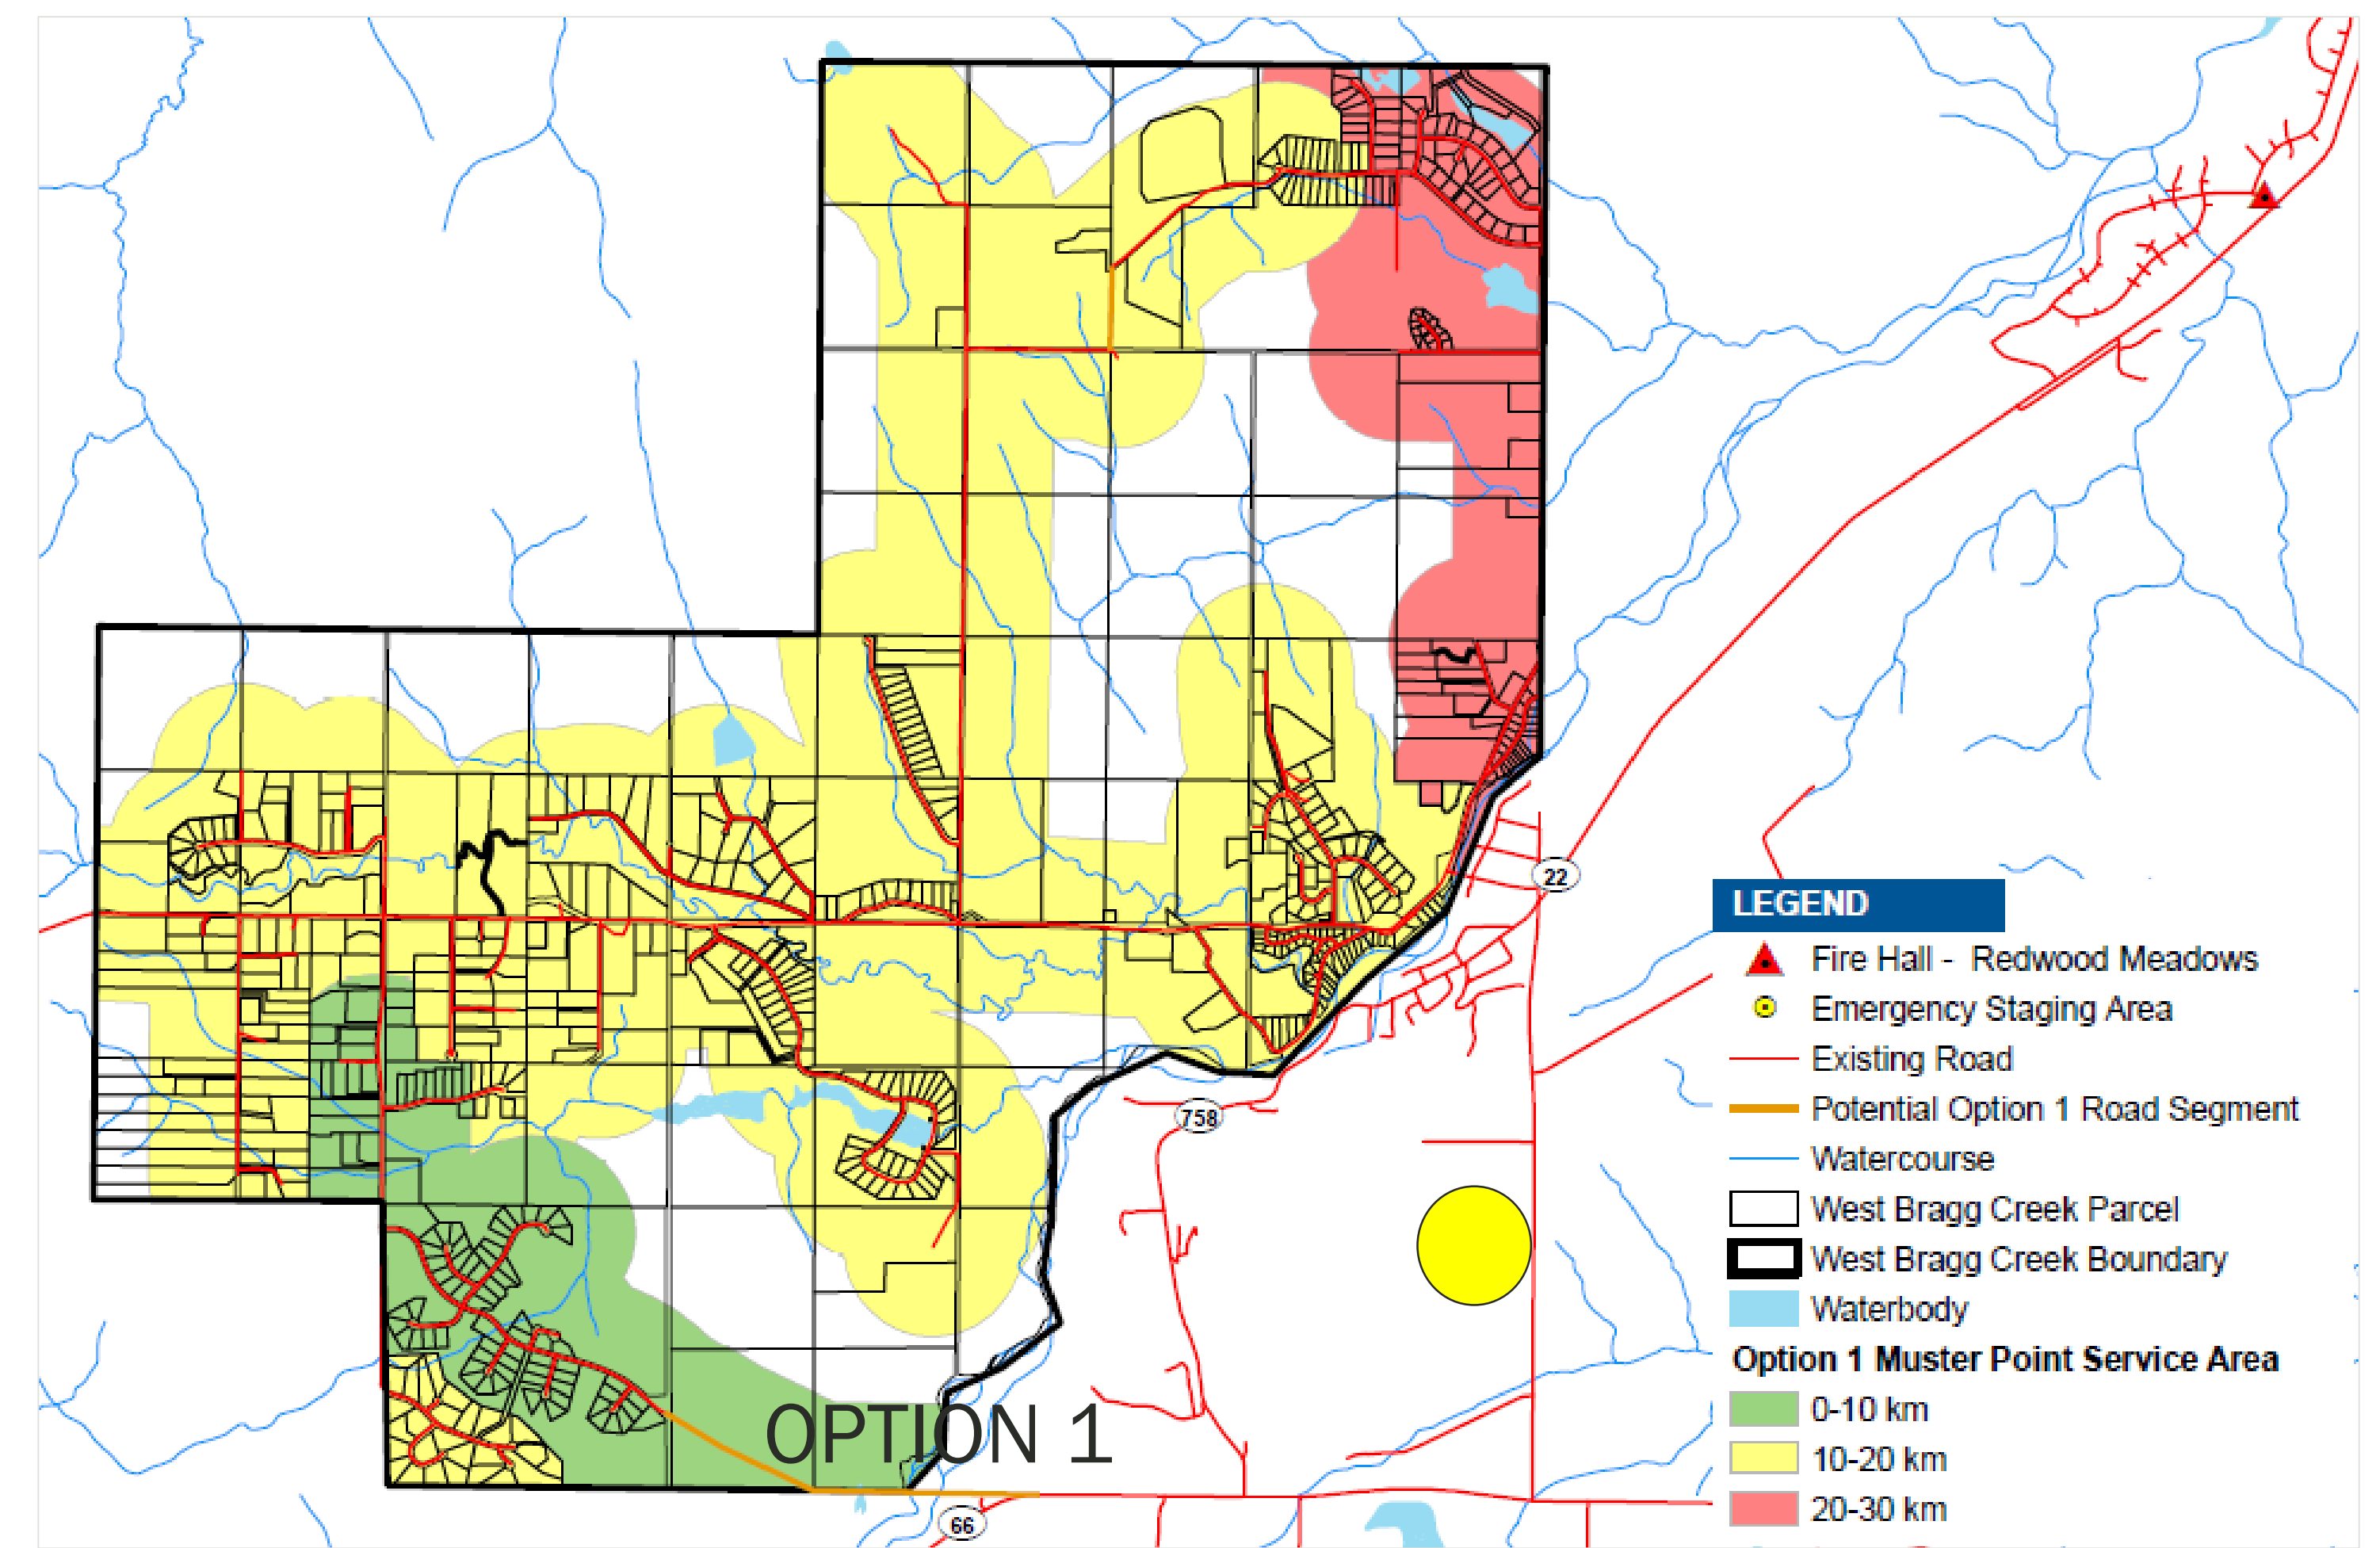 22
LEGEND
Fire Hall - Redwood Meadows
Emergency Staging Area
Existing Road
Potential Option 1 Road Segment
758
Watercourse
West Bragg Creek Parcel
West Bragg Creek Boundary
Waterbody
Option 1 Muster Point Service Area
0-10 km
OPTION 1
10-20 km
20-30 km
66